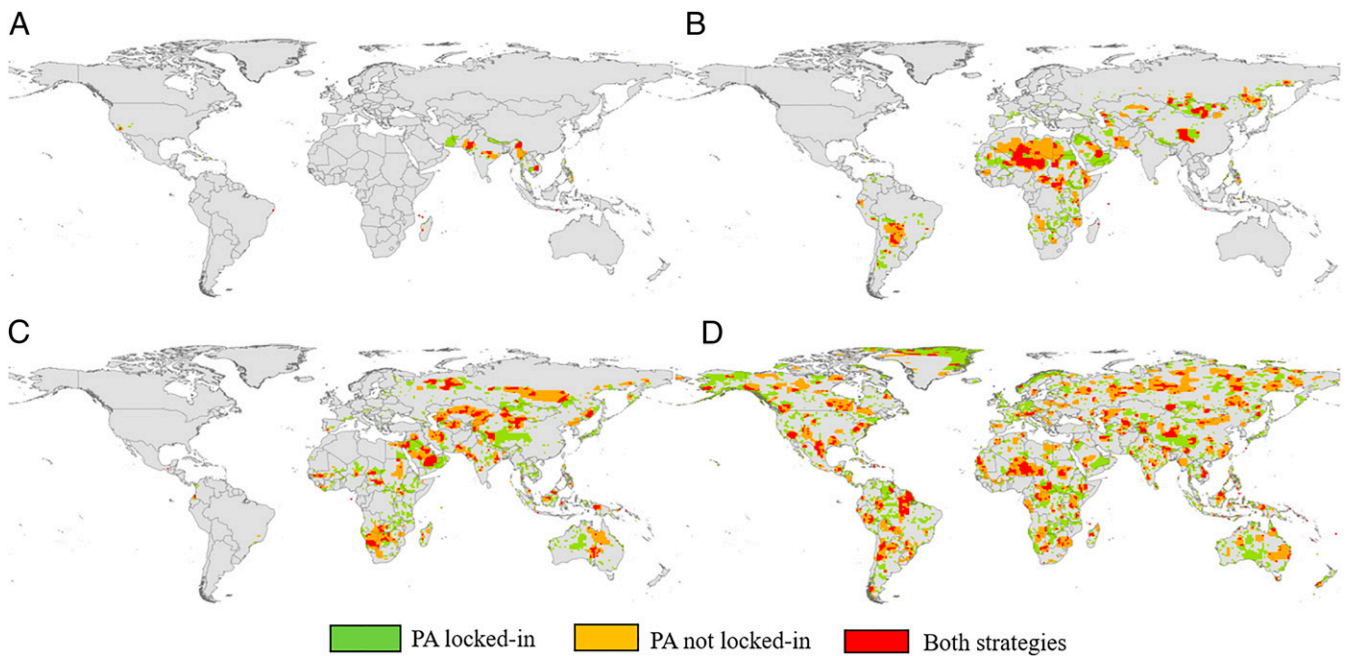 A
B
C
D
PA locked-in
PA not locked-in
Both strategies